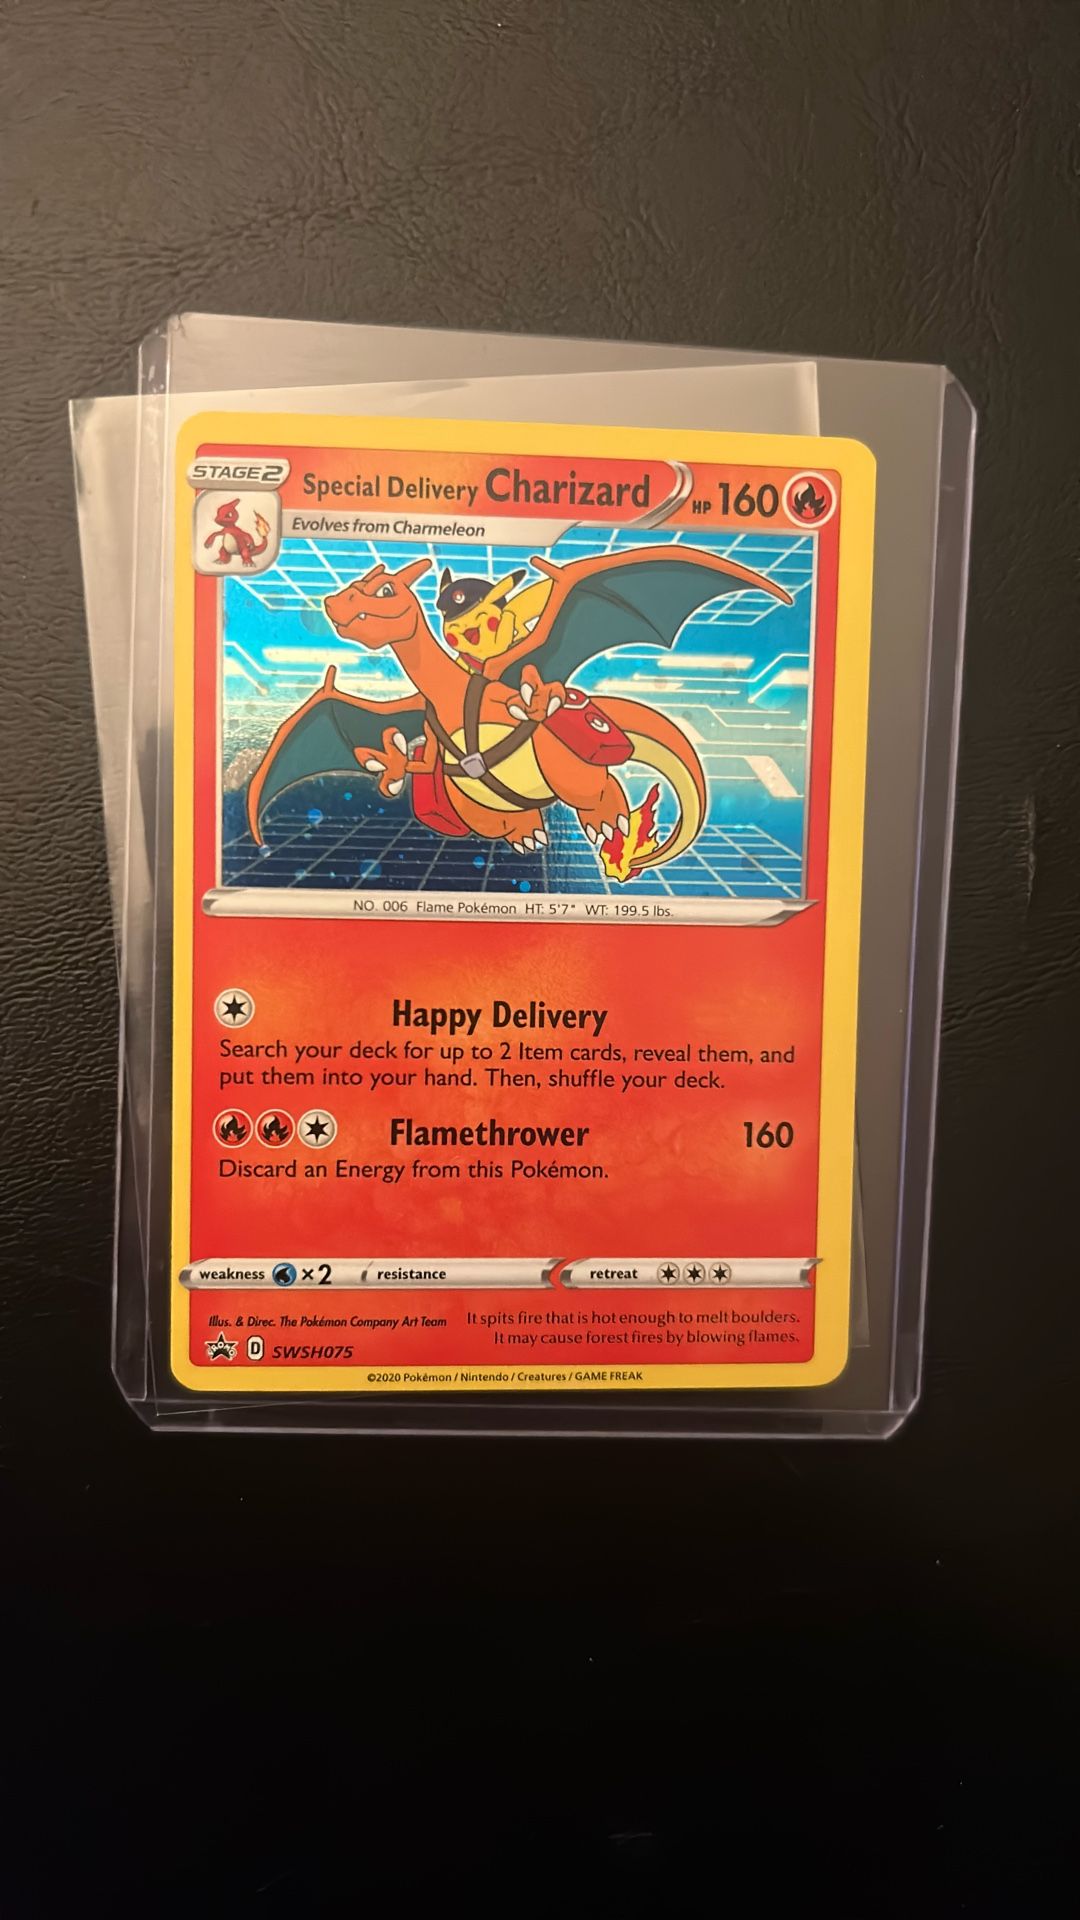 STAGE2
Special Delivery Charizard HP 160
Evolves from Charmeleon
NO. 006 Flame Pokémon HT: 5'7" WT: 199.5 lbs.
Happy Delivery
Search your deck for up to 2 Item cards, reveal them, and
put them into your hand. Then, shuffle your deck.
Flamethrower 160
Discard an Energy from this Pokémon.
weakness ×2 resistance retreat
Illus. & Direc. The Pokémon Company Art Team
It spits fire that is hot enough to melt boulders.
It may cause forest fires by blowing flames.
PROMO D SWSH075
©2020 Pokémon / Nintendo / Creatures / GAME FREAK